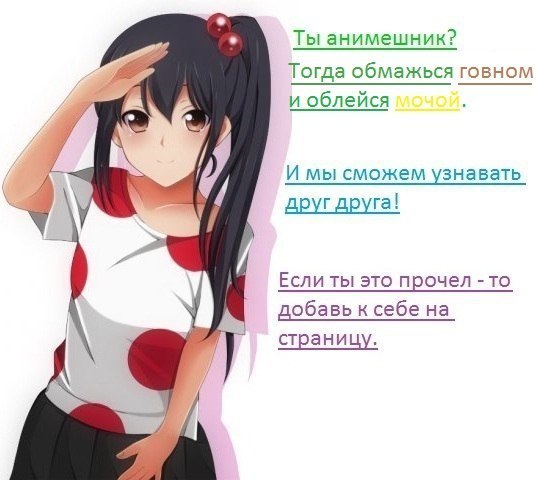 Ты анимешник?
Тогда обмажься говном
и облейся мочой.
И мы сможем узнавать
друг друга!
Если ты это прочел - то
добавь к себе на
страницу.